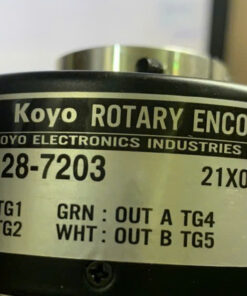 Koyo ROTARY ENCO
OYO ELECTRONICS INDUSTRIES
28-7203 21X0
TG1 GRN : OUT A TG4
TG2 WHT : OUT B TG5